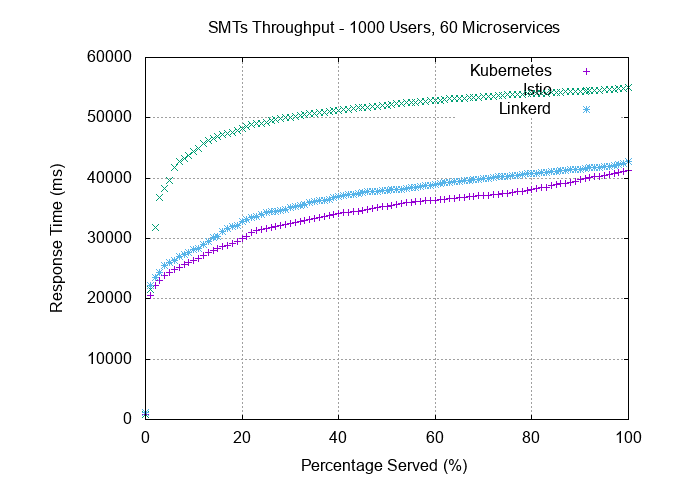 SMTs Throughput - 1000 Users, 60 Microservices
60000
50000
40000
30000
20000
10000
0
Response Time (ms)
Kubernetes
Istio
Linkerd
0 20 40 60 80 100
Percentage Served (%)